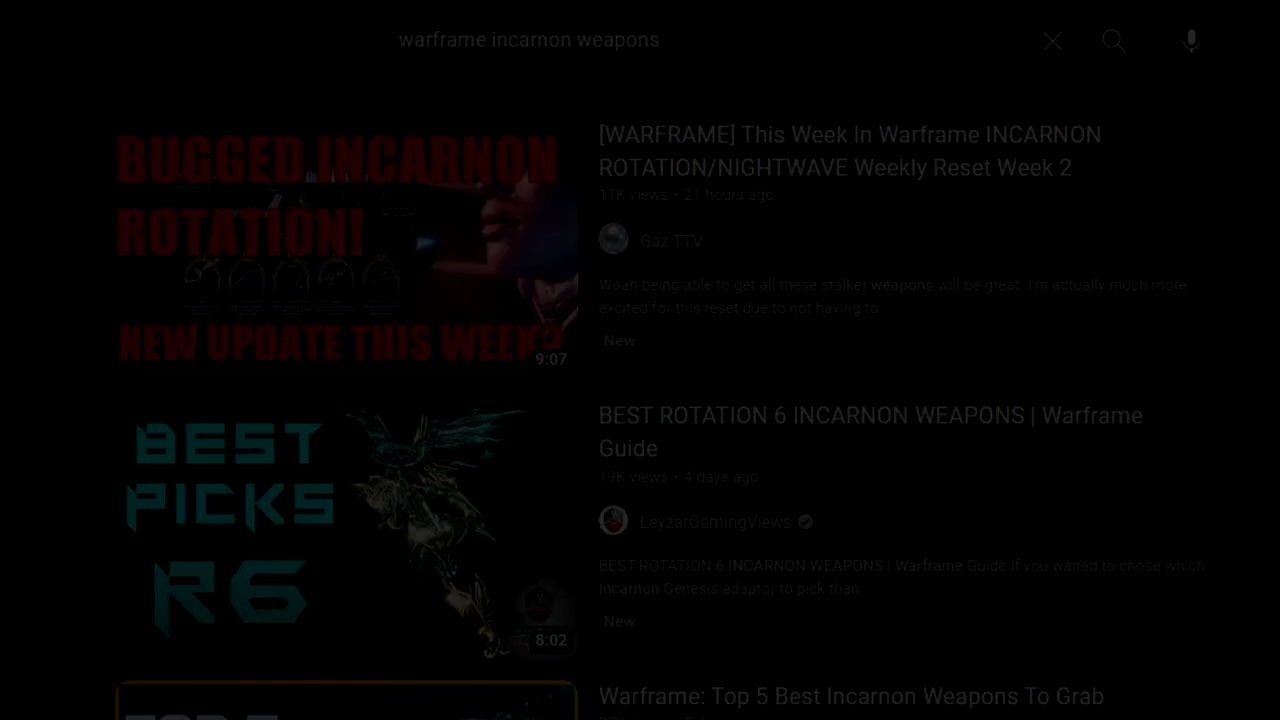 warframe incarnon weapons
BUGGED INCARNON
ROTATION!
NEW UPDATE THIS WEEK?
9:07
[WARFRAME] This Week In Warframe INCARNON
ROTATION/NIGHTWAVE Weekly Reset Week 2
11K views • 21 hours ago
Gaz TTV
Woah being able to get all these stalker weapons will be great. I'm actually much more
excited for this reset due to not having to
New
BEST
PICKS
R6
8:02
BEST ROTATION 6 INCARNON WEAPONS | Warframe
Guide
19K views • 4 days ago
LeyzarGamingViews
BEST ROTATION 6 INCARNON WEAPONS | Warframe Guide If you waited to chose which
Incarnon Genesis adaptor to pick than...
New
Warframe: Top 5 Best Incarnon Weapons To Grab